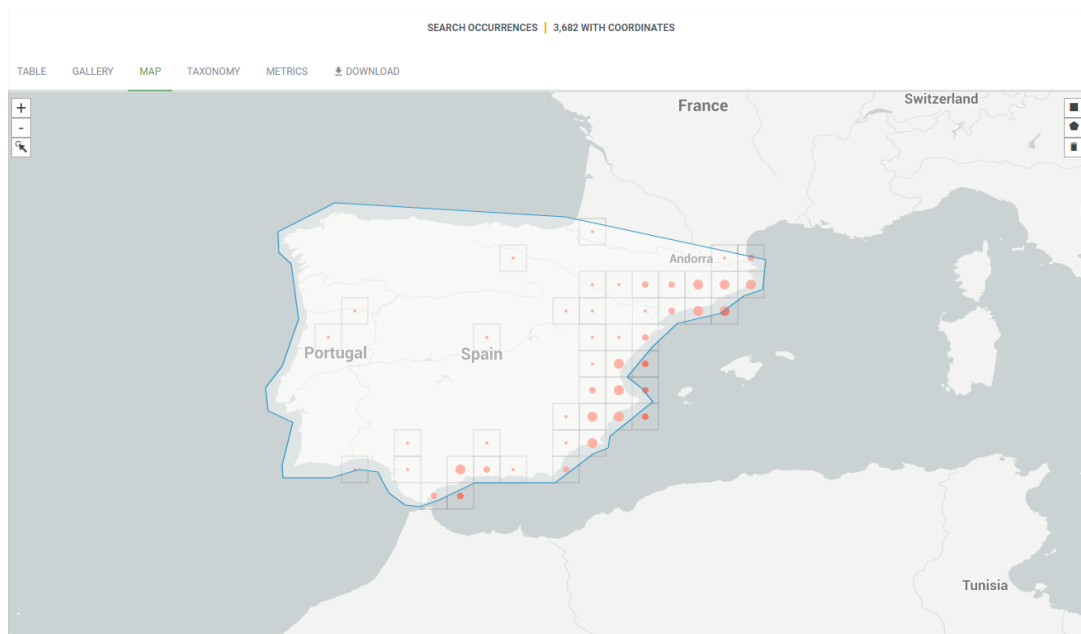 SEARCH OCCURRENCES | 3,682 WITH COORDINATES
TABLE GALLERY MAP TAXONOMY METRICS DOWNLOAD
+
-
France
Switzerland
Andorra
Portugal
Spain
Tunisia